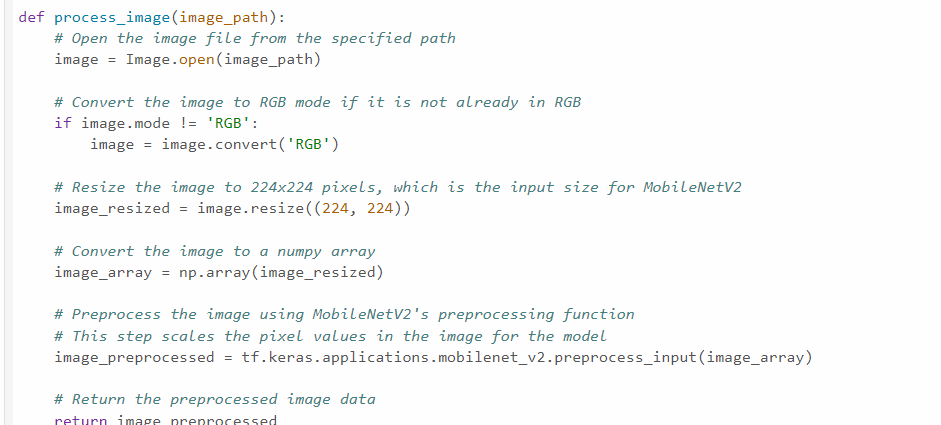 def process_image(image_path):
    # Open the image file from the specified path
    image = Image.open(image_path)
    # Convert the image to RGB mode if it is not already in RGB
    if image.mode != 'RGB':
        image = image.convert('RGB')
    # Resize the image to 224x224 pixels, which is the input size for MobileNetV2
    image_resized = image.resize((224, 224))
    # Convert the image to a numpy array
    image_array = np.array(image_resized)
    # Preprocess the image using MobileNetV2's preprocessing function
    # This step scales the pixel values in the image for the model
    image_preprocessed = tf.keras.applications.mobilenet_v2.preprocess_input(image_array)
    # Return the preprocessed image data
    return image_preprocessed